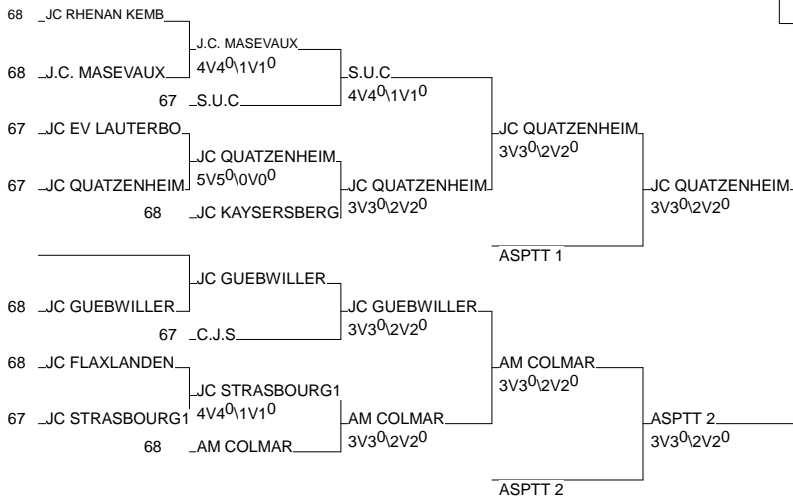 68 JC RHENAN KEMB
J.C. MASEVAUX
4V4⁰\1V1⁰
68 J.C. MASEVAUX
S.U.C
4V4⁰\1V1⁰
67 S.U.C
67 JC EV LAUTERBO
JC QUATZENHEIM
3V3⁰\2V2⁰
JC QUATZENHEIM
5V5⁰\0V0⁰
67 JC QUATZENHEIM
JC QUATZENHEIM
3V3⁰\2V2⁰
JC QUATZENHEIM
3V3⁰\2V2⁰
68 JC KAYSERSBERG
ASPTT 1
JC GUEBWILLER
68 JC GUEBWILLER
JC GUEBWILLER
3V3⁰\2V2⁰
67 C.J.S
68 JC FLAXLANDEN
AM COLMAR
3V3⁰\2V2⁰
JC STRASBOURG1
4V4⁰\1V1⁰
67 JC STRASBOURG1
AM COLMAR
3V3⁰\2V2⁰
ASPTT 2
3V3⁰\2V2⁰
68 AM COLMAR
ASPTT 2